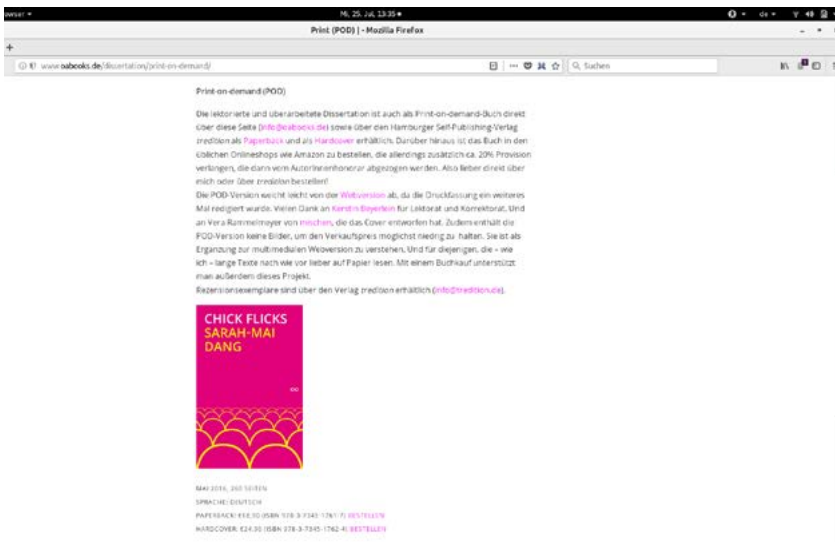 Mi, 25. Jul, 13:35
de
Print (POD) | - Mozilla Firefox
www.oabooks.de/dissertation/print-on-demand/
Suchen
Print-on-demand (POD)
Die lektorierte und überarbeitete Dissertation ist auch als Print-on-demand-Buch direkt
über diese Seite (info@oabooks.de) sowie über den Hamburger Self-Publishing-Verlag
tredition als Paperback und als Hardcover erhältlich. Darüber hinaus ist das Buch in den
üblichen Onlineshops wie Amazon zu bestellen, die allerdings zusätzlich ca. 20% Provision
verlangen, die dann vom Autorinnenhonorar abgezogen werden. Also lieber direkt über
mich oder über tredition bestellen!
Die POD-Version weicht leicht von der Webversion ab, da die Druckfassung ein weiteres
Mal redigiert wurde. Vielen Dank an Kerstin Beyerlein für Lektorat und Korrektorat. Und
an Vera Rammelmeyer von mischen, die das Cover entworfen hat. Zudem enthält die
POD-Version keine Bilder, um den Verkaufspreis möglichst niedrig zu halten. Sie ist als
Ergänzung zur multimedialen Webversion zu verstehen. Und für diejenigen, die – wie
ich – lange Texte nach wie vor lieber auf Papier lesen. Mit einem Buchkauf unterstützt
man außerdem dieses Projekt.
Rezensionsexemplare sind über den Verlag tredition erhältlich (info@tredition.de).
CHICK FLICKS
SARAH-MAI
DANG
MAI 2016, 260 SEITEN
SPRACHE: DEUTSCH
PAPERBACK: (ISBN 978-3-7345-1761-7) BESTELLEN
HARDCOVER: €24,50 (ISBN 978-3-7345-1762-4) BESTELLEN